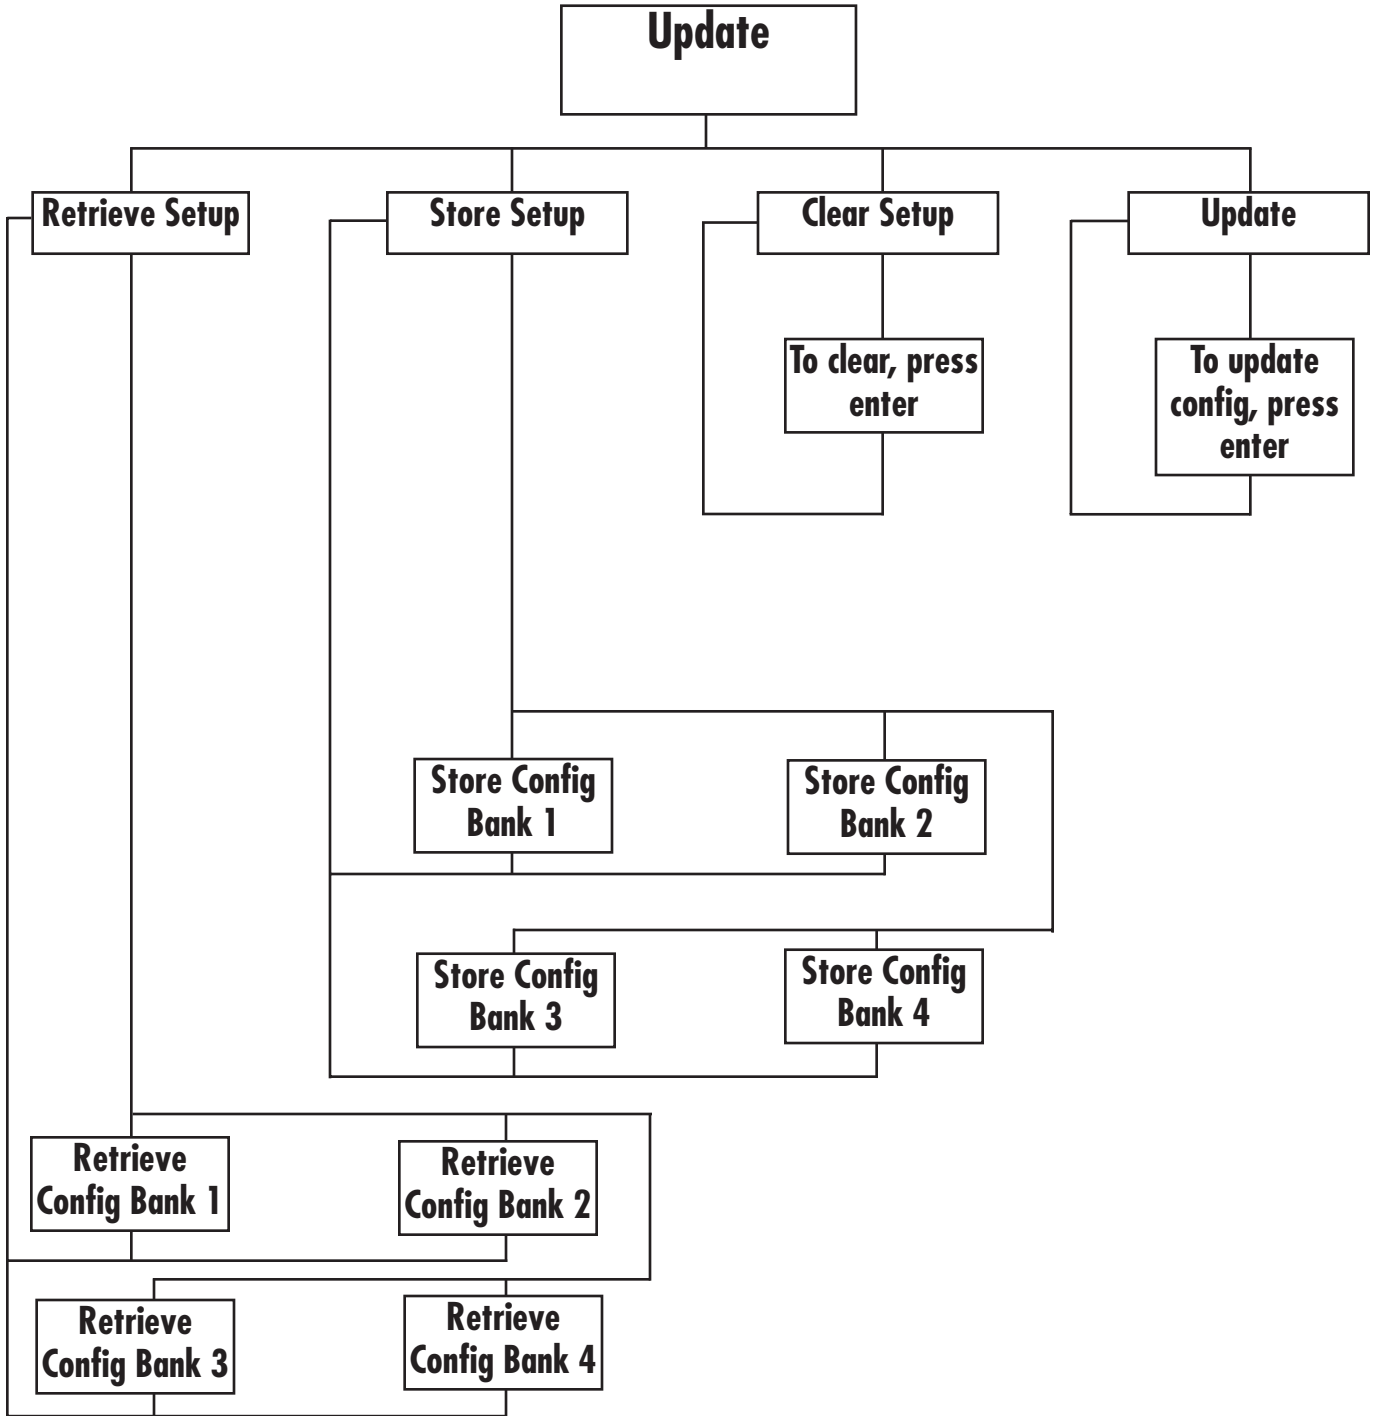 Update
Retrieve Setup
Store Setup
Clear Setup
Update
To clear, press
enter
To update
config, press
enter
Store Config
Bank 1
Store Config
Bank 2
Store Config
Bank 3
Store Config
Bank 4
Retrieve
Config Bank 1
Retrieve
Config Bank 2
Retrieve
Config Bank 3
Retrieve
Config Bank 4